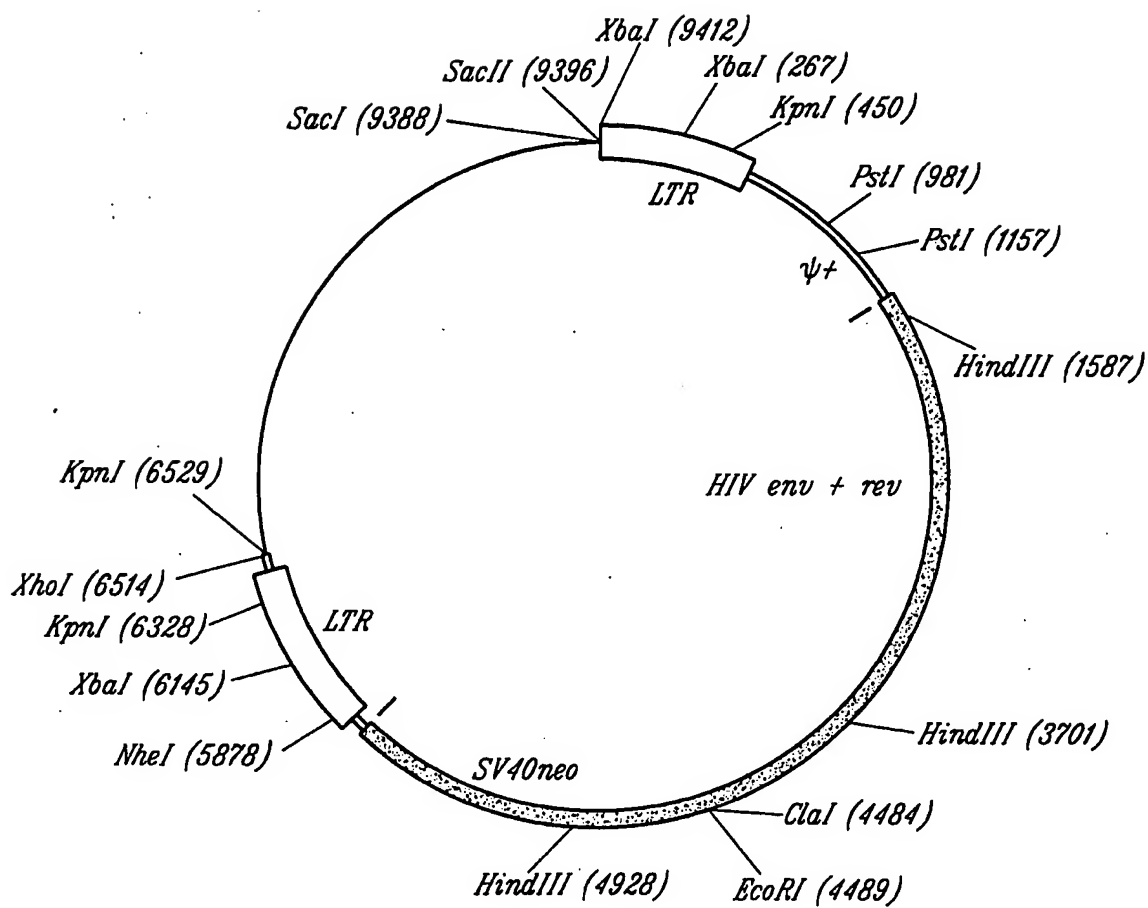 XbaI (9412)
SacII (9396)
XbaI (267)
SacI (9388)
KpnI (450)
LTR
PstI (981)
PstI (1157)
ψ+
HindIII (1587)
HIV env + rev
KpnI (6529)
XhoI (6514)
KpnI (6328)
LTR
XbaI (6145)
NheI (5878)
HindIII (3701)
SV40neo
ClaI (4484)
HindIII (4928)
EcoRI (4489)